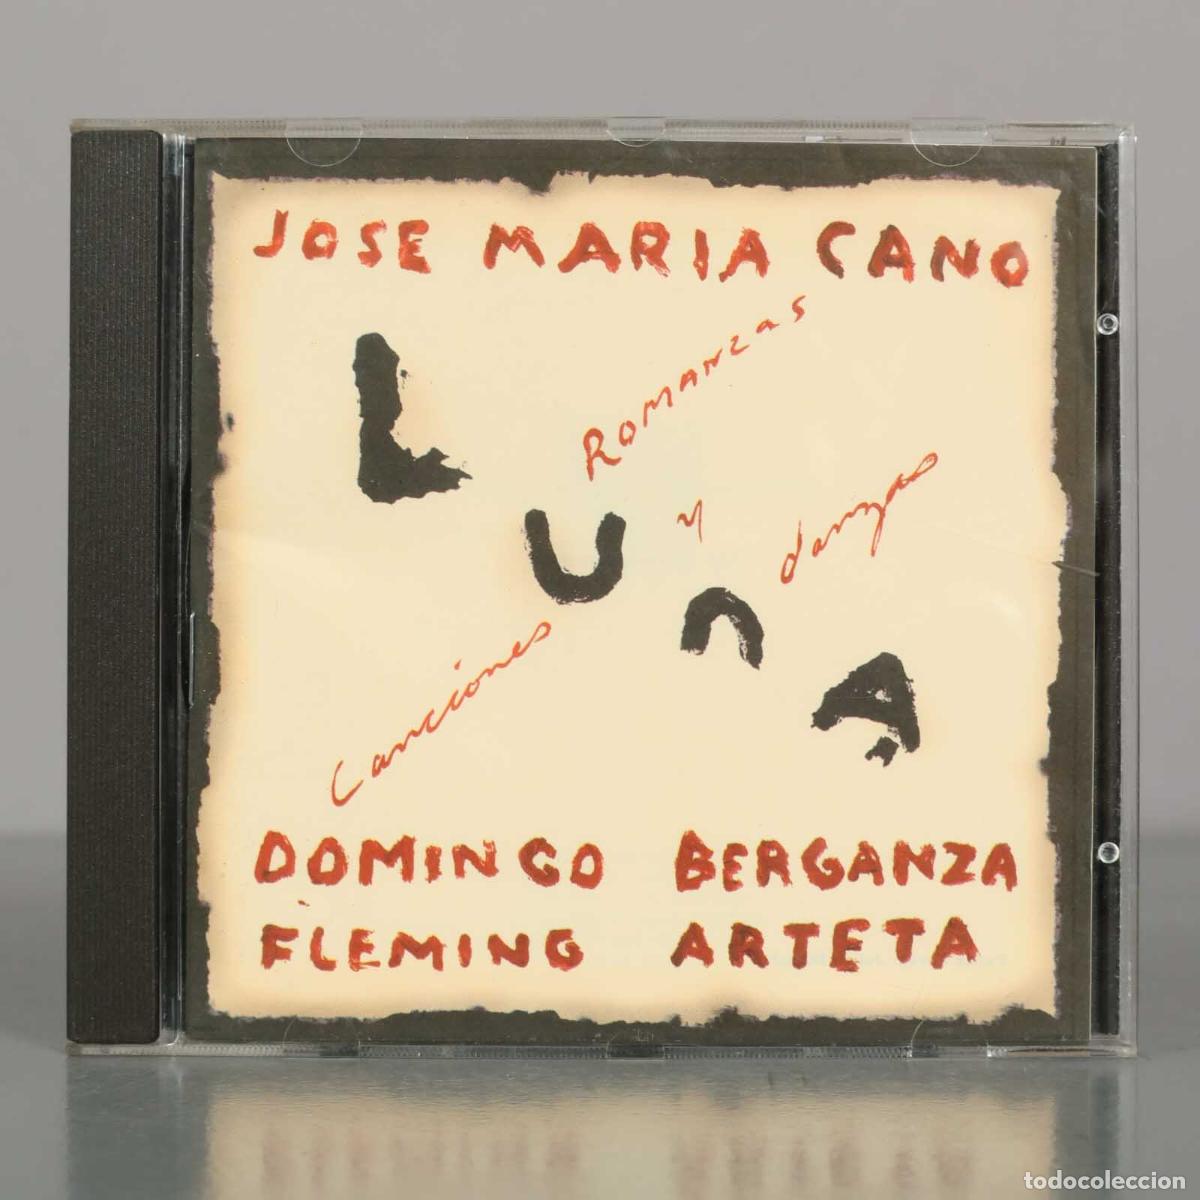 JOSE MARIA CANO
LUnA
Canciones Romanzas
y danzas
DOMINGO BERGANZA
FLEMING ARTETA
todocoleccion